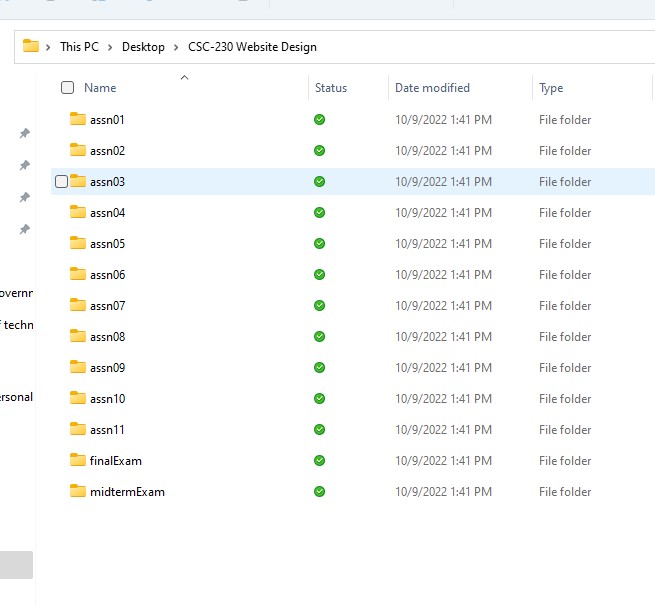 This PC > Desktop > CSC-230 Website Design
Name Status Date modified Type
assn01 10/9/2022 1:41 PM File folder
assn02 10/9/2022 1:41 PM File folder
assn03 10/9/2022 1:41 PM File folder
assn04 10/9/2022 1:41 PM File folder
assn05 10/9/2022 1:41 PM File folder
assn06 10/9/2022 1:41 PM File folder
overnr
assn07 10/9/2022 1:41 PM File folder
f techn
assn08 10/9/2022 1:41 PM File folder
assn09 10/9/2022 1:41 PM File folder
ersonal
assn10 10/9/2022 1:41 PM File folder
assn11 10/9/2022 1:41 PM File folder
finalExam 10/9/2022 1:41 PM File folder
midtermExam 10/9/2022 1:41 PM File folder